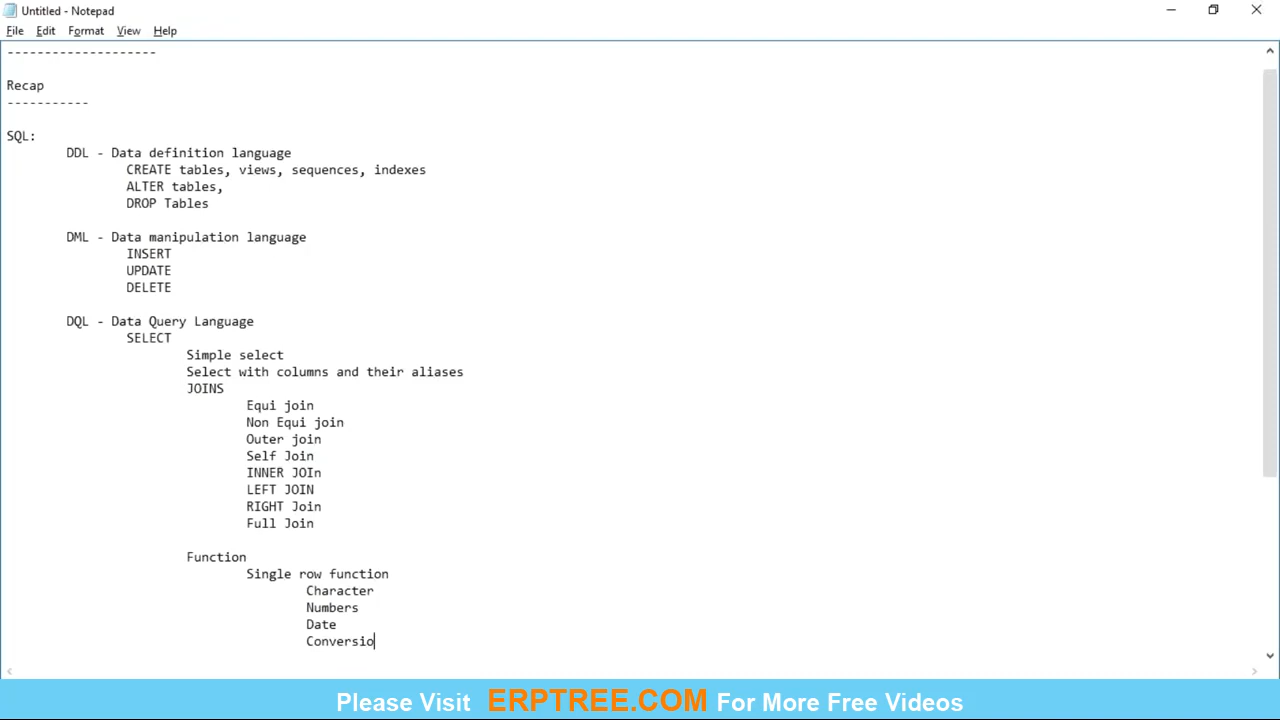 Untitled - Notepad
File Edit Format View Help
--------------------
Recap
-----------
SQL:
DDL - Data definition language
CREATE tables, views, sequences, indexes
ALTER tables,
DROP Tables
DML - Data manipulation language
INSERT
UPDATE
DELETE
DQL - Data Query Language
SELECT
Simple select
Select with columns and their aliases
JOINS
Equi join
Non Equi join
Outer join
Self Join
INNER JOIn
LEFT JOIN
RIGHT Join
Full Join
Function
Single row function
Character
Numbers
Date
Conversio
Please Visit ERPTREE.COM For More Free Videos